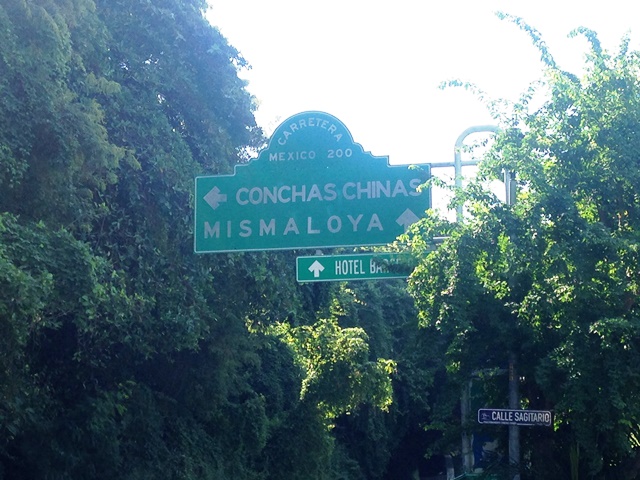 CARRETERA
MEXICO 200
CONCHAS CHINAS
MISMALOYA
HOTEL
CALLE SAGITARIO